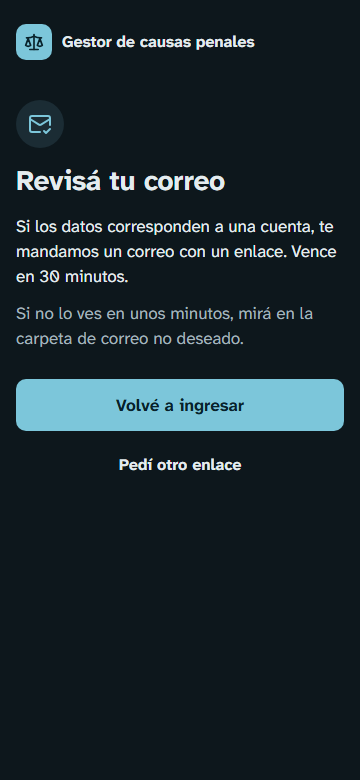 Gestor de causas penales
Revisá tu correo
Si los datos corresponden a una cuenta, te
mandamos un correo con un enlace. Vence
en 30 minutos.
Si no lo ves en unos minutos, mirá en la
carpeta de correo no deseado.
Volvé a ingresar
Pedí otro enlace